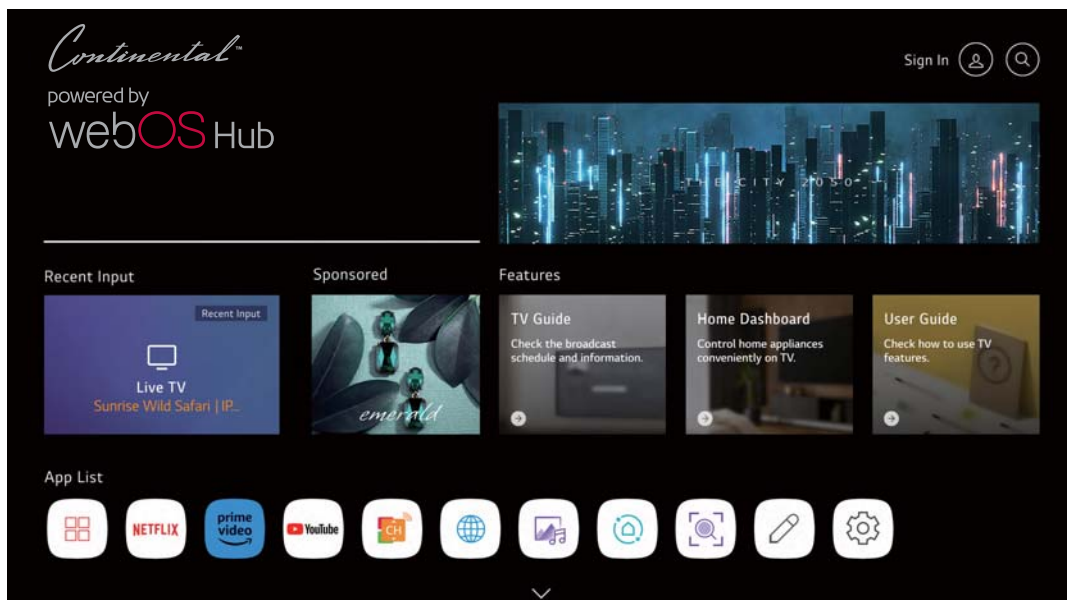 Continental™
Sign In
powered by
webOS Hub
THE CITY 2050
Recent Input
Sponsored
Features
Recent Input
Live TV
Sunrise Wild Safari | IP...
emerald
TV Guide
Check the broadcast
schedule and information.
Home Dashboard
Control home appliances
conveniently on TV.
User Guide
Check how to use TV
features.
App List
NETFLIX
prime
video
YouTube
CH